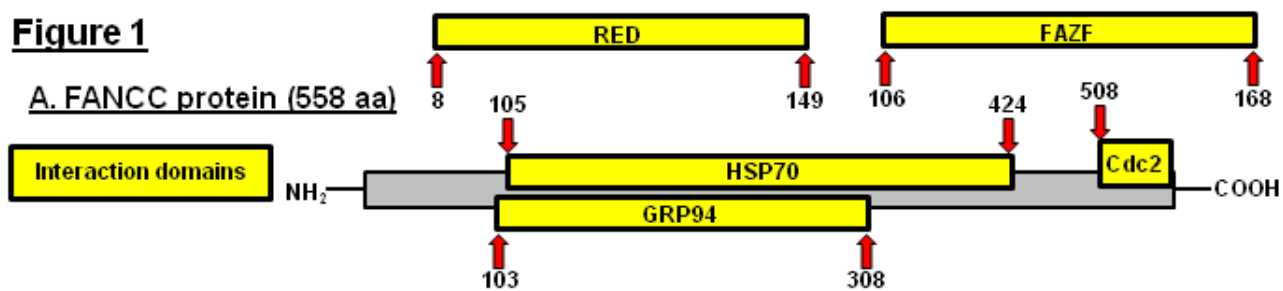 Figure 1
RED
FAZF
A. FANCC protein (558 aa)
8
149
106
168
105
424
508
Interaction domains
NH2
HSP70
Cdc2
COOH
GRP94
103
308